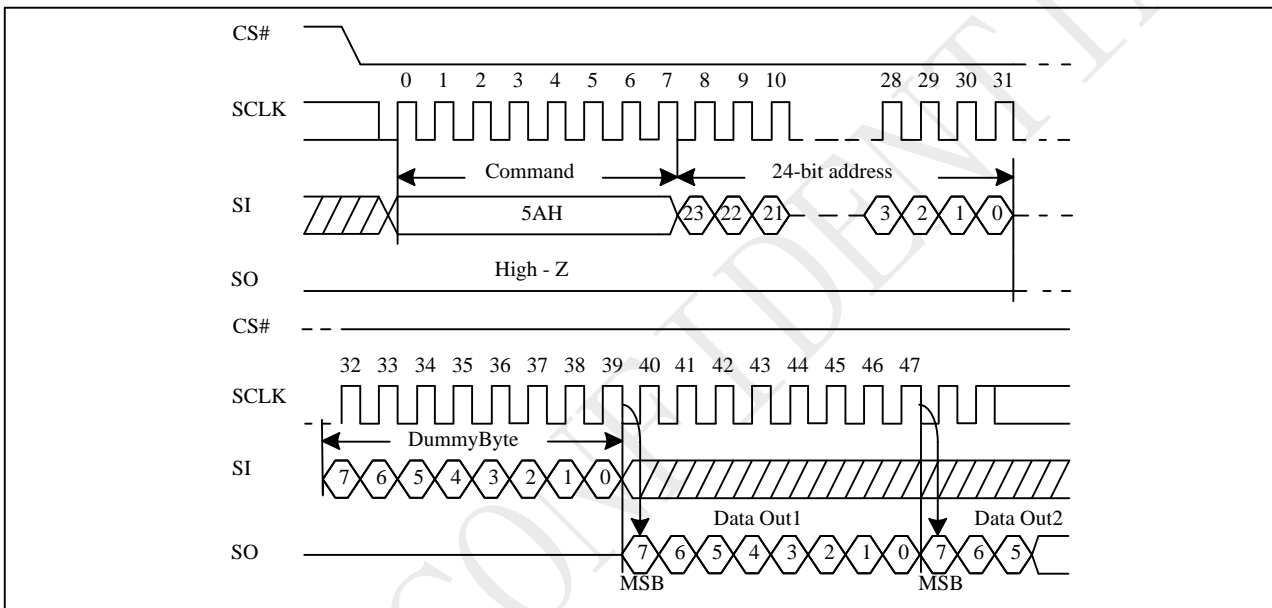 CS#
0 1 2 3 4 5 6 7 8 9 10 28 29 30 31
SCLK
Command 24-bit address
SI 5AH 23 22 21 3 2 1 0
High - Z
SO
CS#
32 33 34 35 36 37 38 39 40 41 42 43 44 45 46 47
SCLK
DummyByte
SI 7 6 5 4 3 2 1 0
Data Out1 Data Out2
SO 7 6 5 4 3 2 1 0 7 6 5
MSB MSB
CONFIDENTIA